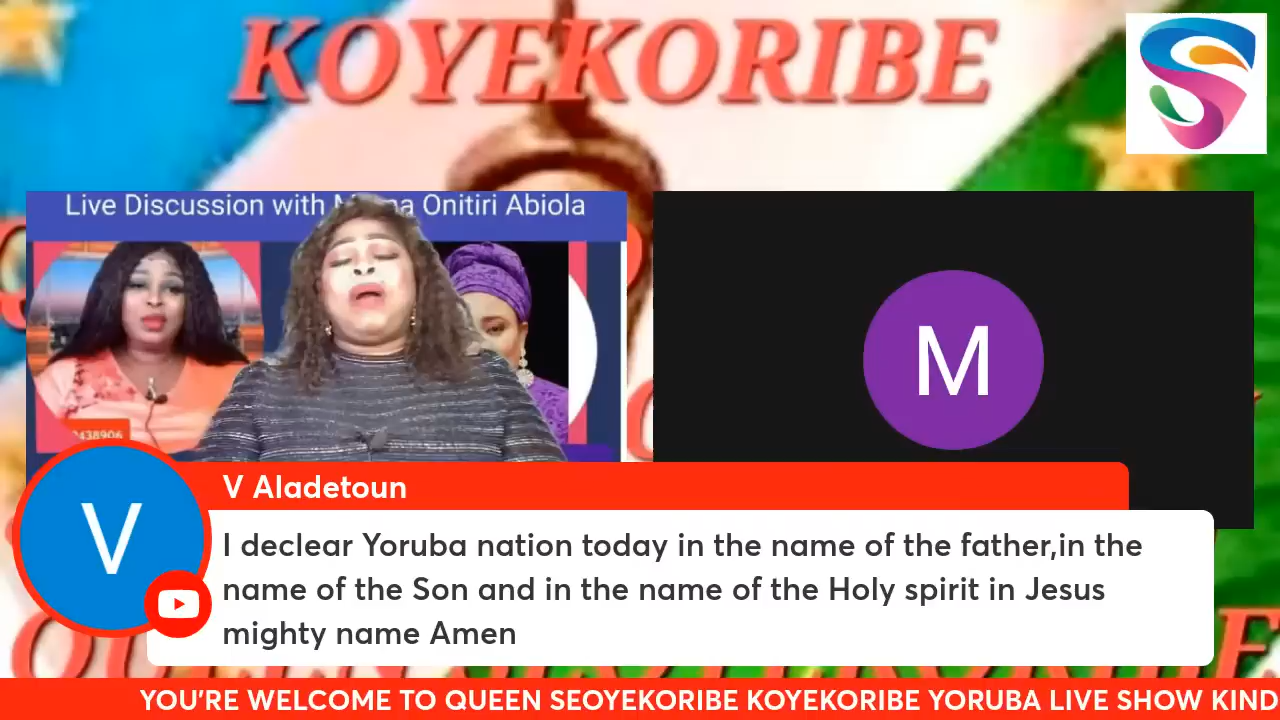 KOYEKORIBE
Live Discussion with Onitiri Abiola
438906
M
V
V Aladetoun
I declear Yoruba nation today in the name of the father,in the
name of the Son and in the name of the Holy spirit in Jesus
mighty name Amen
YOU'RE WELCOME TO QUEEN SEOYEKORIBE KOYEKORIBE YORUBA LIVE SHOW KIND